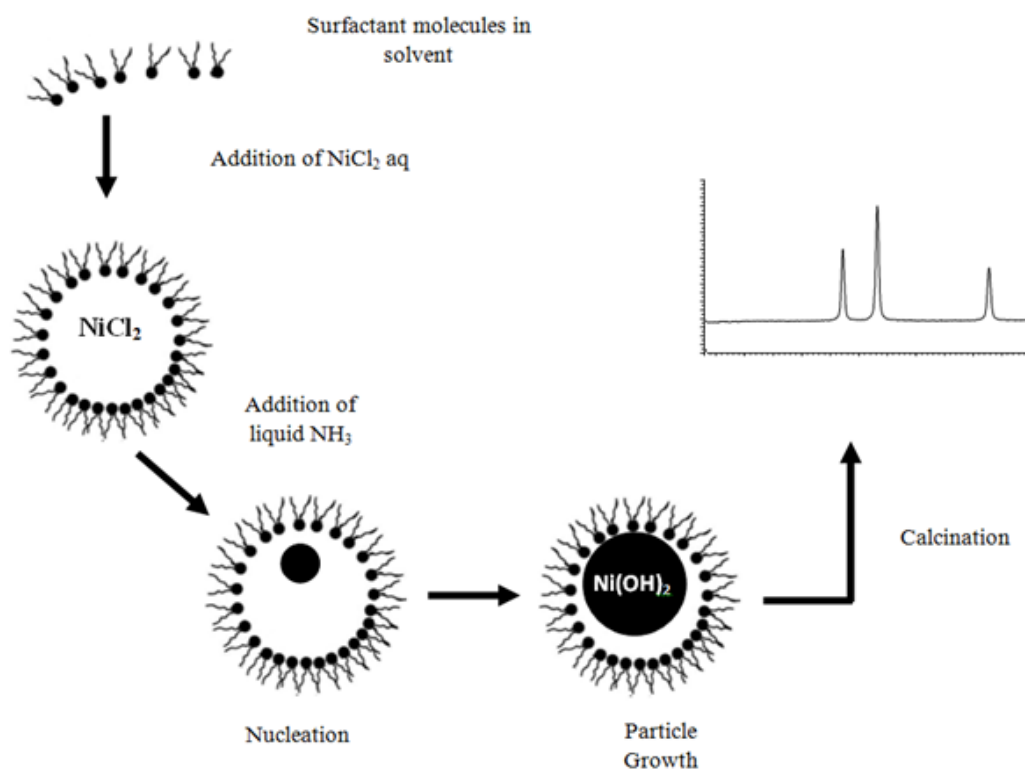 Surfactant molecules in
solvent
Addition of NiCl₂ aq
NiCl₂
Addition of
liquid NH₃
Ni(OH)₂
Calcination
Nucleation
Particle
Growth